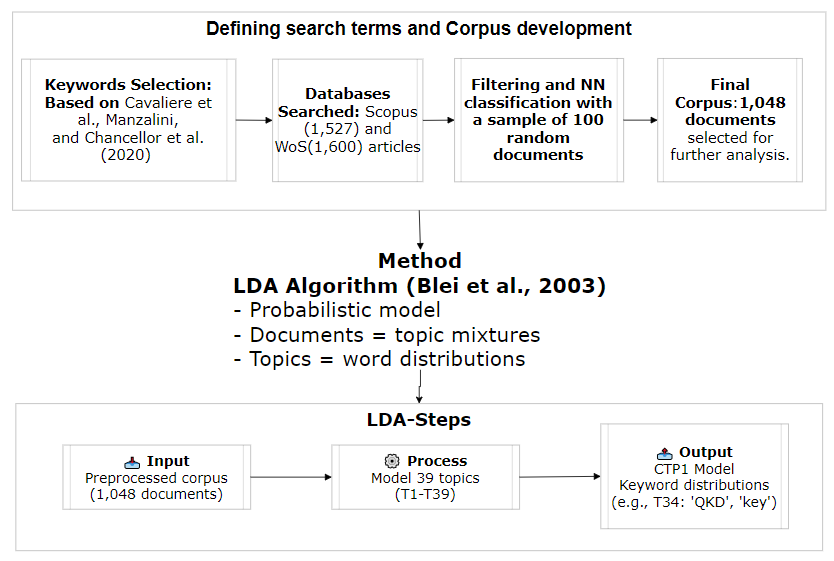 Defining search terms and Corpus development
Keywords Selection:
Based on Cavaliere et
al., Manzalini,
and Chancellor et al.
(2020)
Databases
Searched: Scopus
(1,527) and
WoS(1,600) articles
Filtering and NN
classification with
a sample of 100
random
documents
Final
Corpus:1,048
documents
selected for
further analysis.
Method
LDA Algorithm (Blei et al., 2003)
- Probabilistic model
- Documents = topic mixtures
- Topics = word distributions
LDA-Steps
Input
Preprocessed corpus
(1,048 documents)
Process
Model 39 topics
(T1-T39)
Output
CTP1 Model
Keyword distributions
(e.g., T34: 'QKD', 'key')